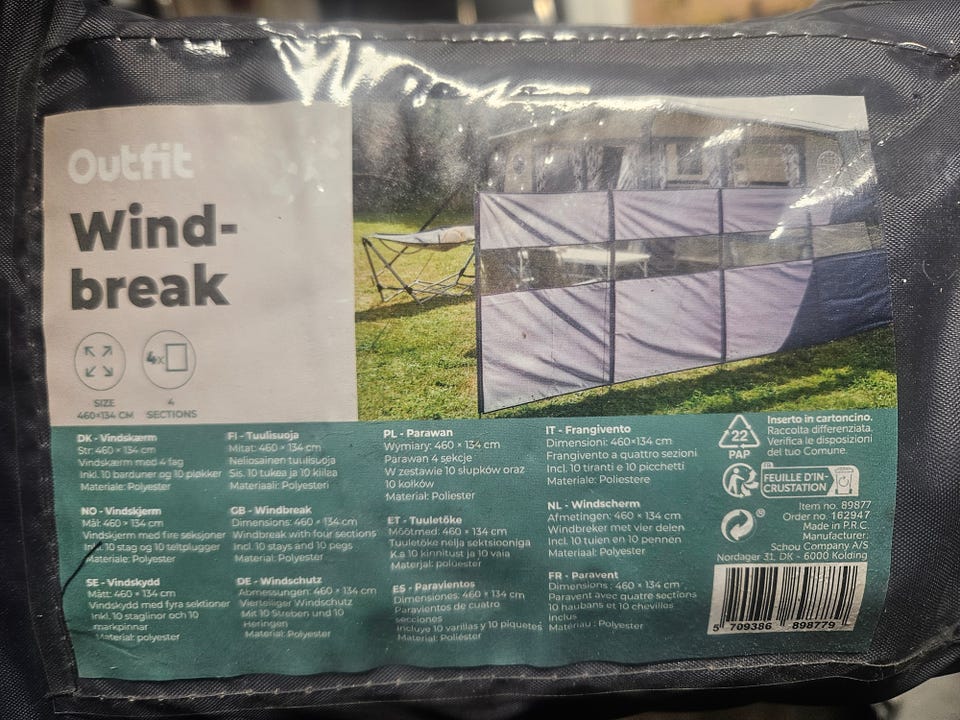 Outfit
Wind-
break
4x
SIZE
460×134 CM
4
SECTIONS
DK - Vindskærm
Str: 460 × 134 cm
Vindskærm med 4 fag
Inkl. 10 barduner og 10 pløkker
Materiale: Polyester
NO - Vindskjerm
Mål: 460 × 134 cm
Vindskjerm med fire seksjoner
Inkl. 10 stag og 10 teltplugger
Materiale: Polyester
SE - Vindskydd
Mått: 460 × 134 cm
Vindskydd med fyra sektioner
Inkl. 10 staglinor och 10
markpinnar
Material: polyester
FI - Tuulisuoja
Mitat: 460 × 134 cm
Neliosainen tuulisuoja
Sis. 10 tukea ja 10 kiilaa
Materiaali: Polyesteri
GB - Windbreak
Dimensions: 460 × 134 cm
Windbreak with four sections
Incl. 10 stays and 10 pegs
Material: Polyester
DE - Windschutz
Abmessungen: 460 × 134 cm
Vierteiliger Windschutz
Mit 10 Streben und 10
Heringen
Material: Polyester
PL - Parawan
Wymiary: 460 × 134 cm
Parawan 4 sekcje
W zestawie 10 słupków oraz
10 kołków
Materiał: Poliester
ET - Tuuletõke
Mõõtmed: 460 × 134 cm
Tuuletõke nelja sektsiooniga
K.a 10 kinnitust ja 10 vaia
Materjal: polüester
ES - Paravientos
Dimensiones: 460 × 134 cm
Paravientos de cuatro
secciones
Incluye 10 varillas y 10 piquetes
Material: Poliéster
IT - Frangivento
Dimensioni: 460×134 cm
Frangivento a quattro sezioni
Incl. 10 tiranti e 10 picchetti
Materiale: Poliestere
NL - Windscherm
Afmetingen: 460 × 134 cm
Windbreker met vier delen
Incl. 10 tuien en 10 pennen
Materiaal: Polyester
FR - Paravent
Dimensions : 460 × 134 cm
Paravent avec quatre sections
10 haubans et 10 chevilles
inclus
Matériau : Polyester
22
PAP
Inserto in cartoncino.
Raccolta differenziata.
Verifica le disposizioni
del tuo Comune.
FR
FEUILLE D'IN-
CRUSTATION
®
Item no. 89877
Order no. 162947
Made in P.R.C.
Manufacturer:
Schou Company A/S
Nordager 31, DK - 6000 Kolding
5 709386 898779